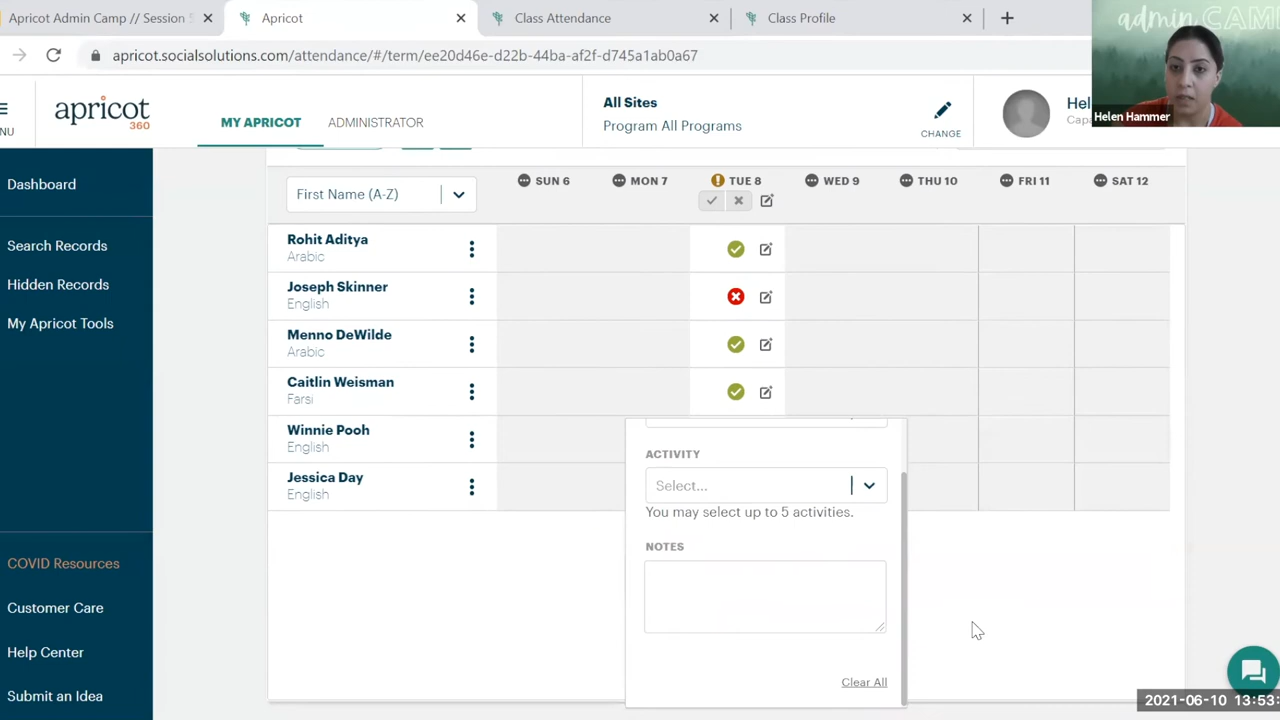 Apricot Admin Camp // Session
Apricot
Class Attendance
Class Profile
apricot.socialsolutions.com/attendance/#/term/ee20d46e-d22b-44ba-af2f-d745a1ab0a67
admin CAM
Helen Hammer
NU
apricot
360
MY APRICOT
ADMINISTRATOR
All Sites
Program All Programs
CHANGE
Hel
Capa
Dashboard
Search Records
Hidden Records
My Apricot Tools
COVID Resources
Customer Care
Help Center
Submit an Idea
First Name (A-Z)
SUN 6
MON 7
TUE 8
WED 9
THU 10
FRI 11
SAT 12
Rohit Aditya
Arabic
Joseph Skinner
English
Menno DeWilde
Arabic
Caitlin Weisman
Farsi
Winnie Pooh
English
Jessica Day
English
ACTIVITY
Select...
You may select up to 5 activities.
NOTES
Clear All
2021-06-10 13:53: